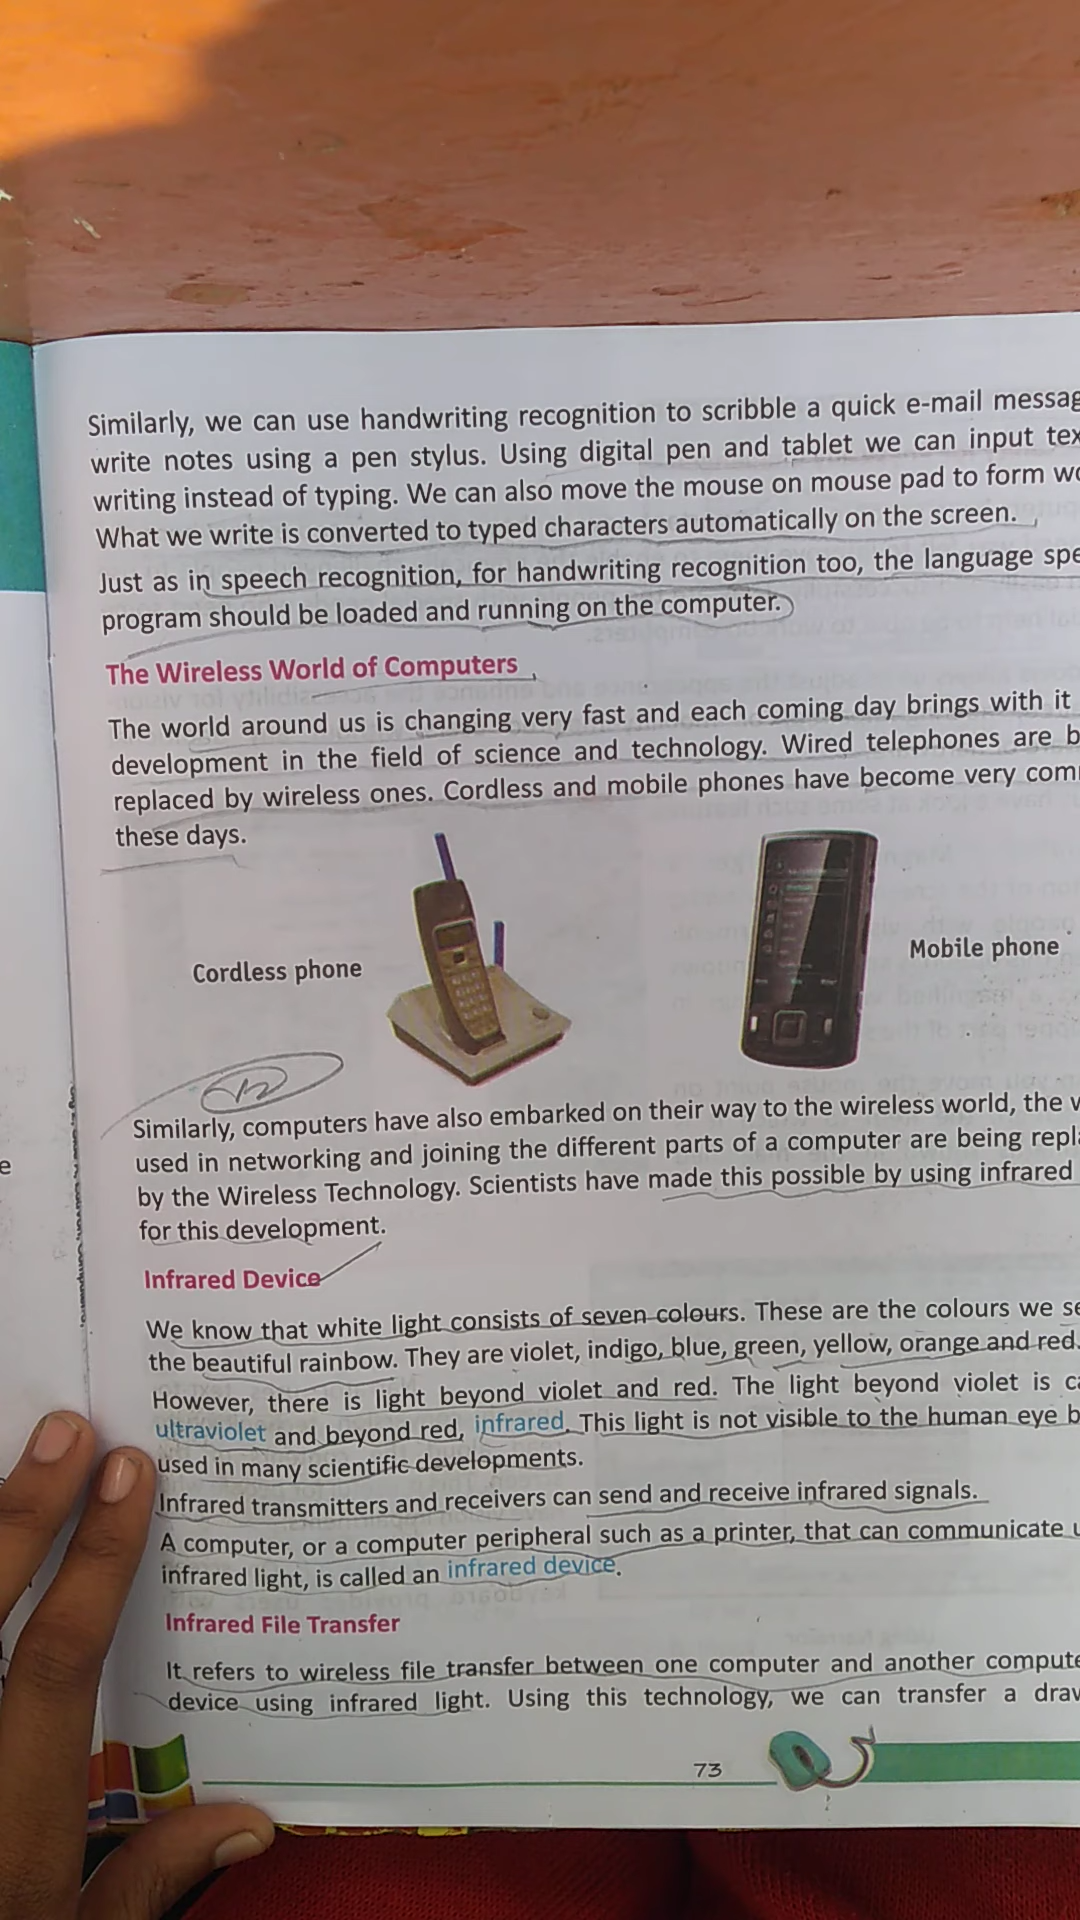 Similarly, we can use handwriting recognition to scribble a quick e-mail
write notes using a pen stylus. Using digital pen and tablet we can input
writing instead of typing. We can also move the mouse on mouse pad to form
What we write is converted to typed characters automatically on the screen.
Just as in speech recognition, for handwriting recognition too, the language
program should be loaded and running on the computer.
The Wireless World of Computers
The world around us is changing very fast and each coming day brings with it
development in the field of science and technology. Wired telephones are
replaced by wireless ones. Cordless and mobile phones have become very
these days.
Cordless phone
Mobile phone
Similarly, computers have also embarked on their way to the wireless world, the
used in networking and joining the different parts of a computer are being
by the Wireless Technology. Scientists have made this possible by using infrared
for this development.
Infrared Device
We know that white light consists of seven colours. These are the colours we
the beautiful rainbow. They are violet, indigo, blue, green, yellow, orange and red.
However, there is light beyond violet and red. The light beyond violet is
ultraviolet and beyond red, infrared. This light is not visible to the human eye
used in many scientific developments.
Infrared transmitters and receivers can send and receive infrared signals.
A computer, or a computer peripheral such as a printer, that can communicate
infrared light, is called an infrared device.
Infrared File Transfer
It refers to wireless file transfer between one computer and another
device using infrared light. Using this technology, we can transfer a
73